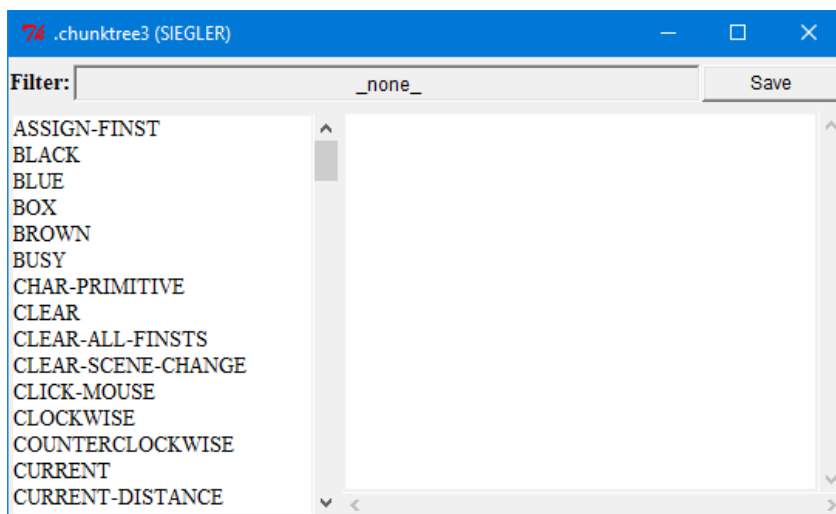 .chunktree3 (SIEGLER)
Filter: _none_ Save
ASSIGN-FINST
BLACK
BLUE
BOX
BROWN
BUSY
CHAR-PRIMITIVE
CLEAR
CLEAR-ALL-FINSTS
CLEAR-SCENE-CHANGE
CLICK-MOUSE
CLOCKWISE
COUNTERCLOCKWISE
CURRENT
CURRENT-DISTANCE